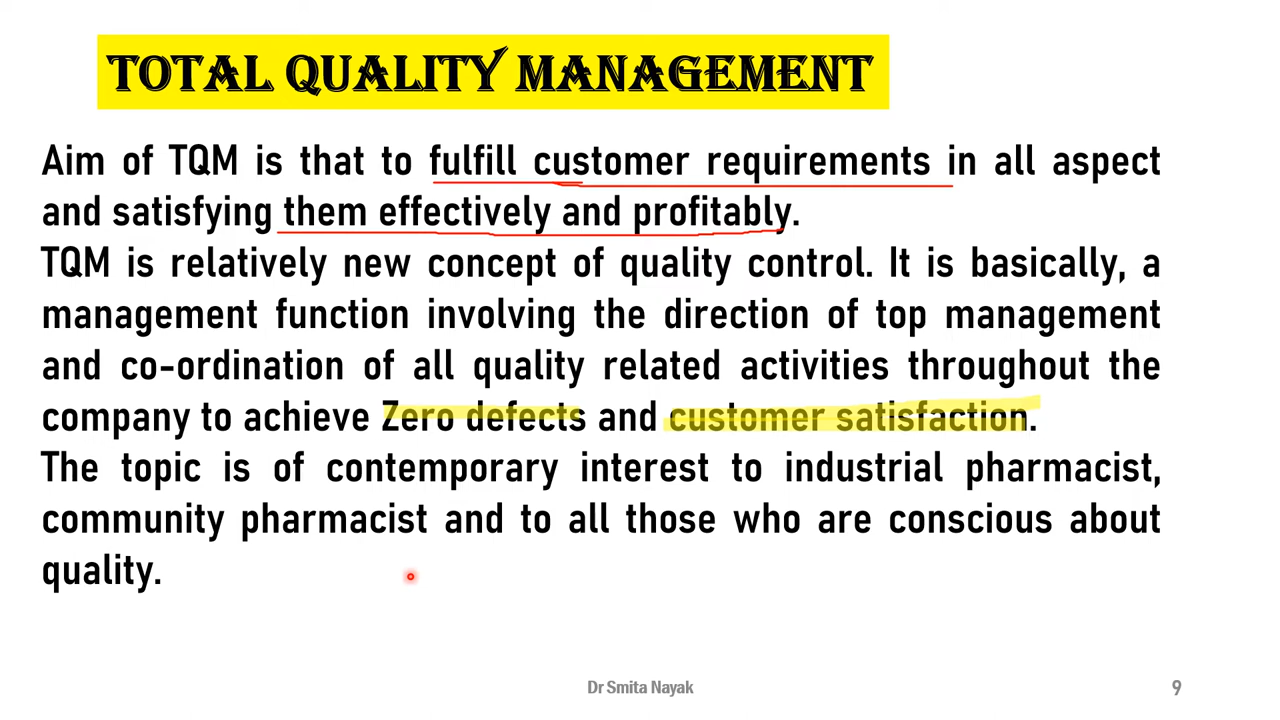 TOTAL QUALITY MANAGEMENT
Aim of TQM is that to fulfill customer requirements in all aspect
and satisfying them effectively and profitably.
TQM is relatively new concept of quality control. It is basically, a
management function involving the direction of top management
and co-ordination of all quality related activities throughout the
company to achieve Zero defects and customer satisfaction.
The topic is of contemporary interest to industrial pharmacist,
community pharmacist and to all those who are conscious about
quality.
Dr Smita Nayak
9